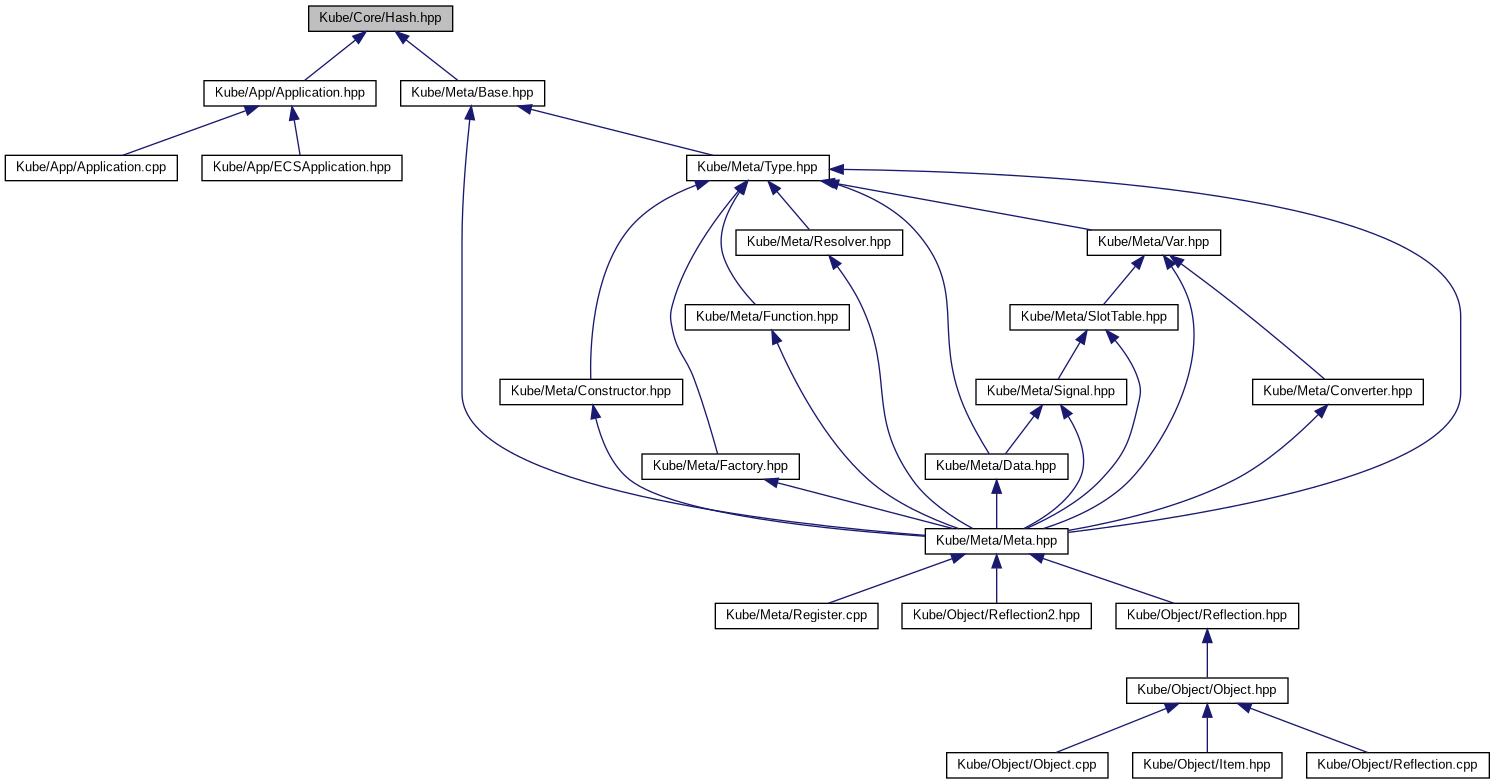 Kube/Core/Hash.hpp
Kube/App/Application.hpp
Kube/Meta/Base.hpp
Kube/App/Application.cpp
Kube/App/ECSApplication.hpp
Kube/Meta/Type.hpp
Kube/Meta/Resolver.hpp
Kube/Meta/Var.hpp
Kube/Meta/Function.hpp
Kube/Meta/SlotTable.hpp
Kube/Meta/Constructor.hpp
Kube/Meta/Signal.hpp
Kube/Meta/Converter.hpp
Kube/Meta/Factory.hpp
Kube/Meta/Data.hpp
Kube/Meta/Meta.hpp
Kube/Meta/Register.cpp
Kube/Object/Reflection2.hpp
Kube/Object/Reflection.hpp
Kube/Object/Object.hpp
Kube/Object/Object.cpp
Kube/Object/Item.hpp
Kube/Object/Reflection.cpp